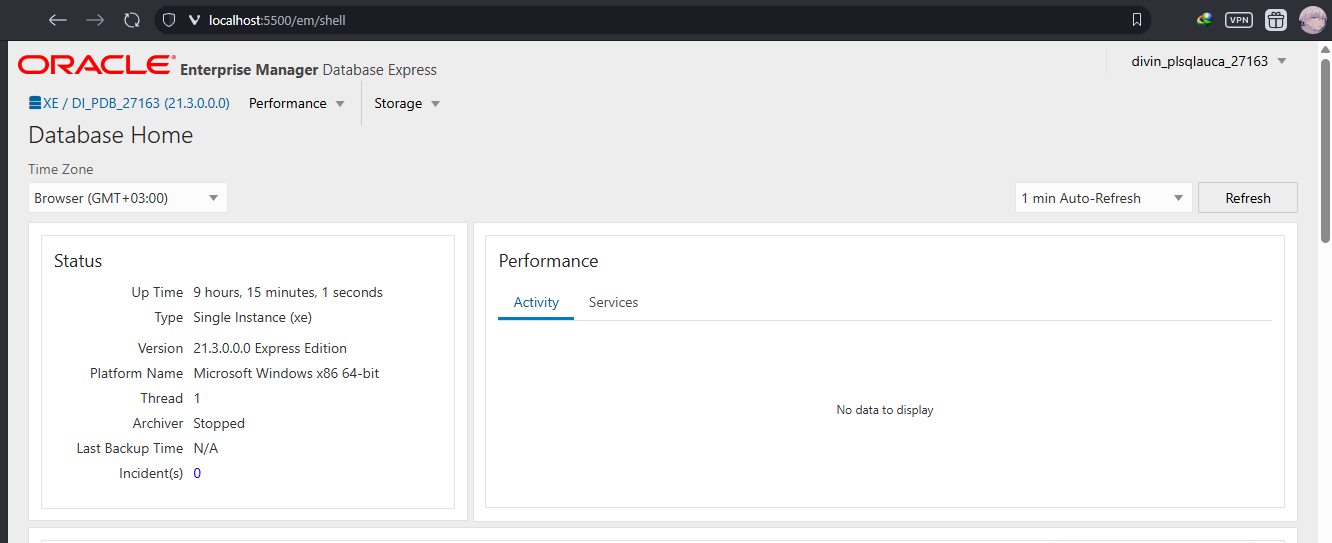 localhost:5500/em/shell
VPN
ORACLE® Enterprise Manager Database Express
divin_plsqlauca_27163
XE / DI_PDB_27163 (21.3.0.0.0) Performance Storage
Database Home
Time Zone
Browser (GMT+03:00)
1 min Auto-Refresh Refresh
Status
Up Time 9 hours, 15 minutes, 1 seconds
Type Single Instance (xe)
Version 21.3.0.0.0 Express Edition
Platform Name Microsoft Windows x86 64-bit
Thread 1
Archiver Stopped
Last Backup Time N/A
Incident(s) 0
Performance
Activity Services
No data to display